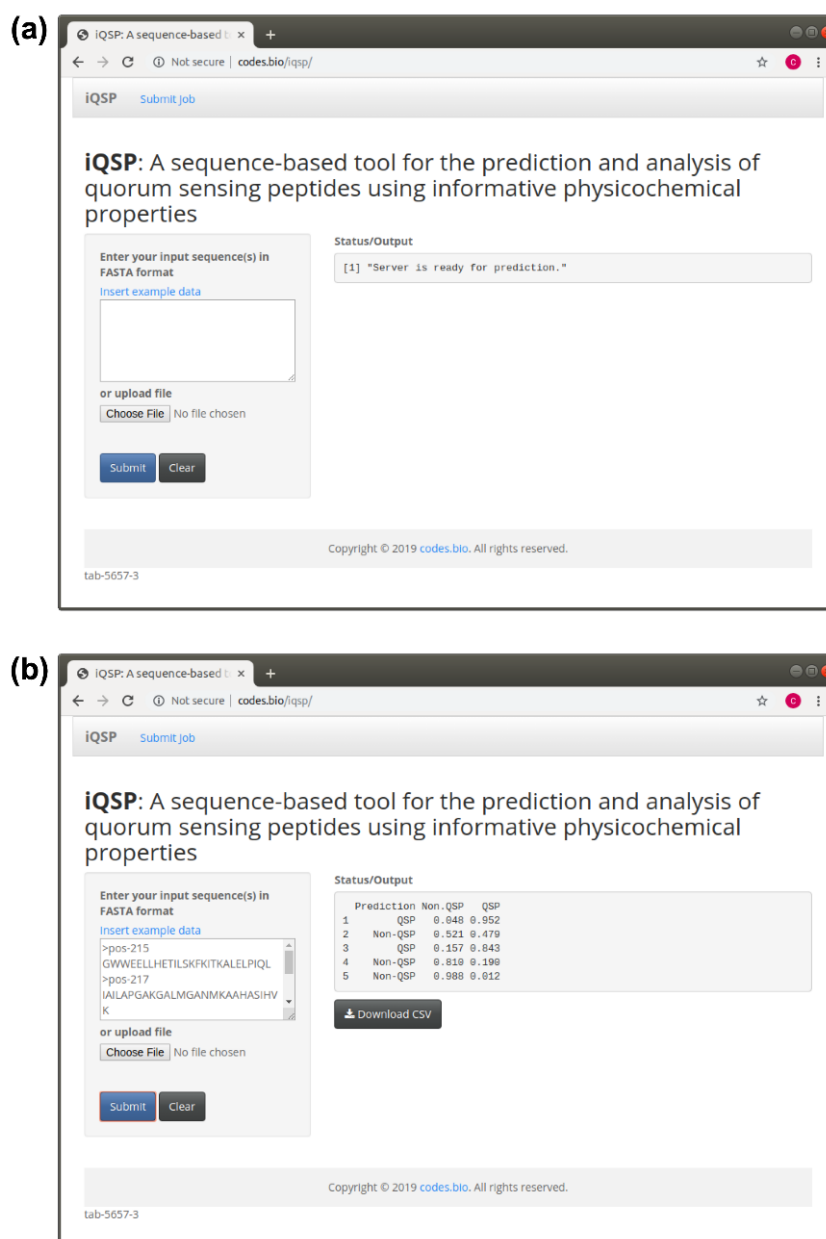 (a)
iQSP: A sequence-based t
Not secure | codes.bio/iqsp/
iQSP Submit Job
iQSP: A sequence-based tool for the prediction and analysis of
quorum sensing peptides using informative physicochemical
properties
Enter your input sequence(s) in
FASTA format
Insert example data
or upload file
Choose File No file chosen
Submit Clear
Status/Output
[1] "Server is ready for prediction."
Copyright © 2019 codes.bio. All rights reserved.
tab-5657-3
(b)
iQSP: A sequence-based t
Not secure | codes.bio/iqsp/
iQSP Submit Job
iQSP: A sequence-based tool for the prediction and analysis of
quorum sensing peptides using informative physicochemical
properties
Enter your input sequence(s) in
FASTA format
Insert example data
>pos-215
GWWEELLHETILSKFKITKALELPIQL
>pos-217
IAILAPGAKGALMGANMKAAHASIHV
K
or upload file
Choose File No file chosen
Submit Clear
Status/Output
Prediction Non.QSP QSP
1 QSP 0.048 0.952
2 Non-QSP 0.521 0.479
3 QSP 0.157 0.843
4 Non-QSP 0.810 0.190
5 Non-QSP 0.988 0.012
Download CSV
Copyright © 2019 codes.bio. All rights reserved.
tab-5657-3